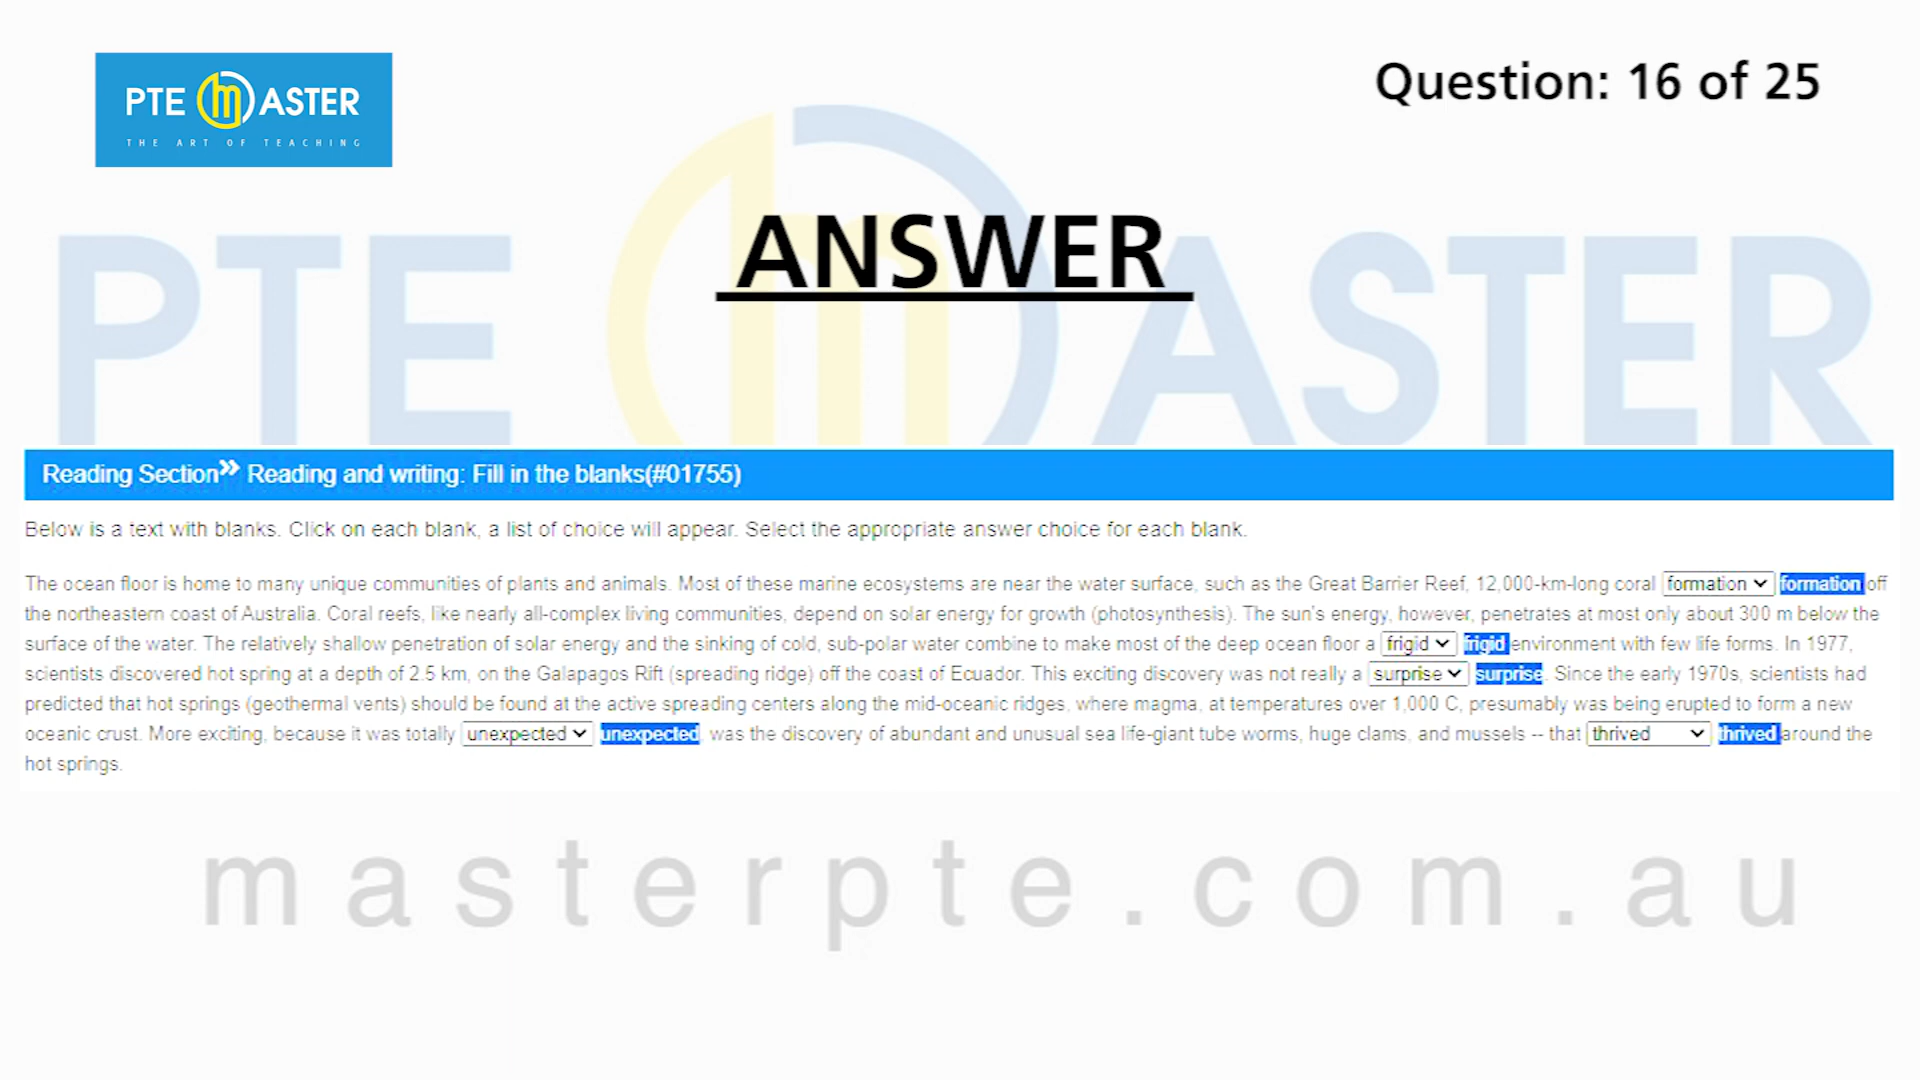 PTE MASTER
THE ART OF TEACHING
Question: 16 of 25
PTE MASTER
ANSWER
Reading Section» Reading and writing: Fill in the blanks(#01755)
Below is a text with blanks. Click on each blank, a list of choice will appear. Select the appropriate answer choice for each blank.
The ocean floor is home to many unique communities of plants and animals. Most of these marine ecosystems are near the water surface, such as the Great Barrier Reef, 12,000-km-long coral formation formation off
the northeastern coast of Australia. Coral reefs, like nearly all-complex living communities, depend on solar energy for growth (photosynthesis). The sun's energy, however, penetrates at most only about 300 m below the
surface of the water. The relatively shallow penetration of solar energy and the sinking of cold, sub-polar water combine to make most of the deep ocean floor a frigid frigid environment with few life forms. In 1977,
scientists discovered hot spring at a depth of 2.5 km, on the Galapagos Rift (spreading ridge) off the coast of Ecuador. This exciting discovery was not really a surprise surprise. Since the early 1970s, scientists had
predicted that hot springs (geothermal vents) should be found at the active spreading centers along the mid-oceanic ridges, where magma, at temperatures over 1,000 C, presumably was being erupted to form a new
oceanic crust. More exciting, because it was totally unexpected unexpected, was the discovery of abundant and unusual sea life-giant tube worms, huge clams, and mussels -- that thrived thrived around the
hot springs.
masterpte.com.au